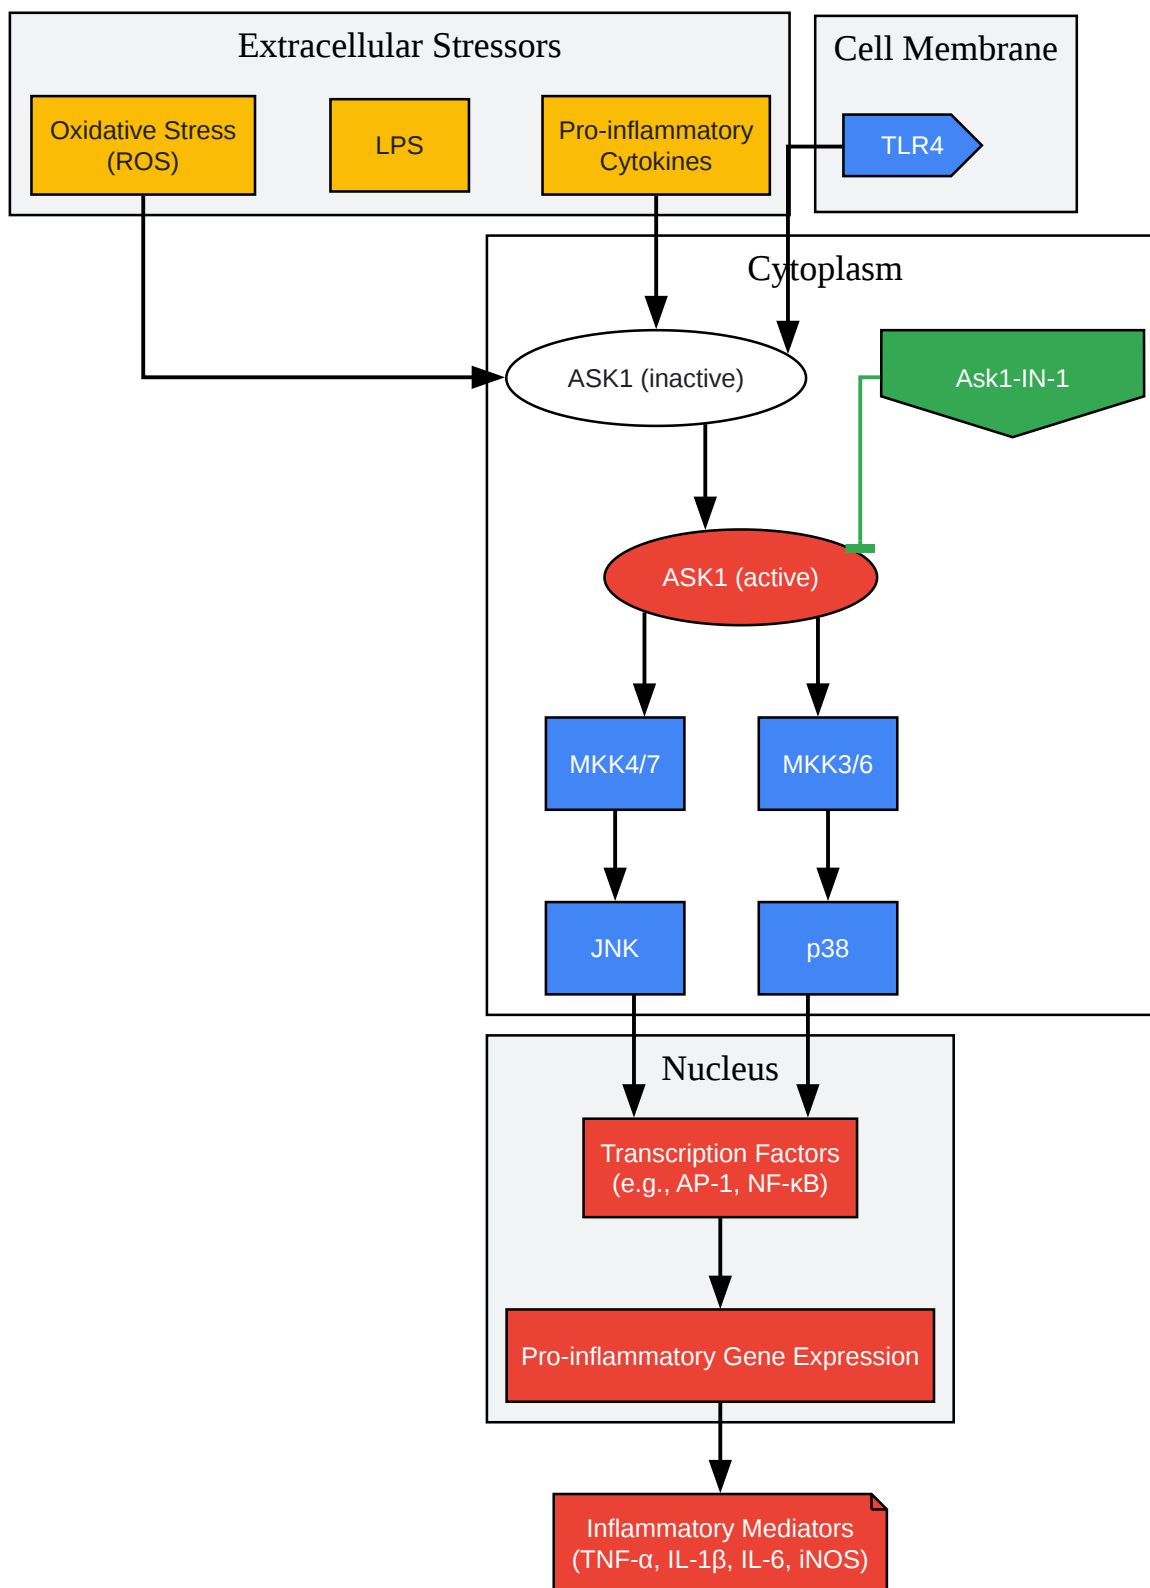 Extracellular Stressors
Cell Membrane
Oxidative Stress
(ROS)
LPS
Pro-inflammatory
Cytokines
TLR4
Cytoplasm
ASK1 (inactive)
Ask1-IN-1
ASK1 (active)
MKK4/7
MKK3/6
JNK
p38
Nucleus
Transcription Factors
(e.g., AP-1, NF-κB)
Pro-inflammatory Gene Expression
Inflammatory Mediators
(TNF-α, IL-1β, IL-6, iNOS)